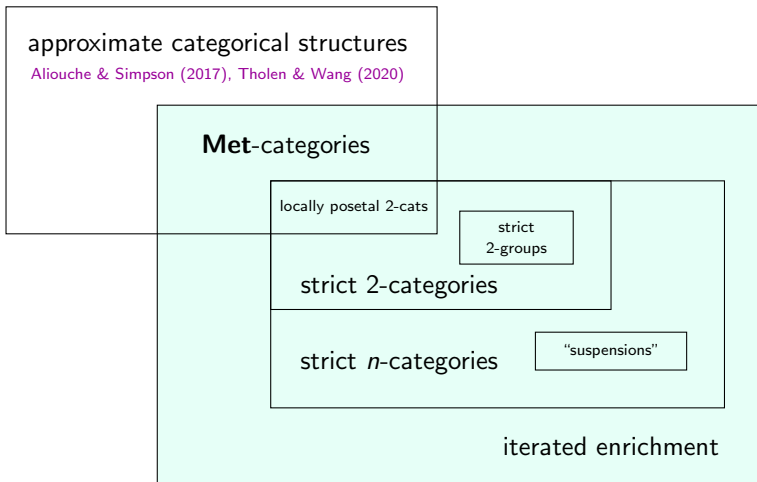 approximate categorical structures
Aliouche & Simpson (2017), Tholen & Wang (2020)
Met-categories
locally posetal 2-cats
strict
2-groups
strict 2-categories
“suspensions”
strict n-categories
iterated enrichment